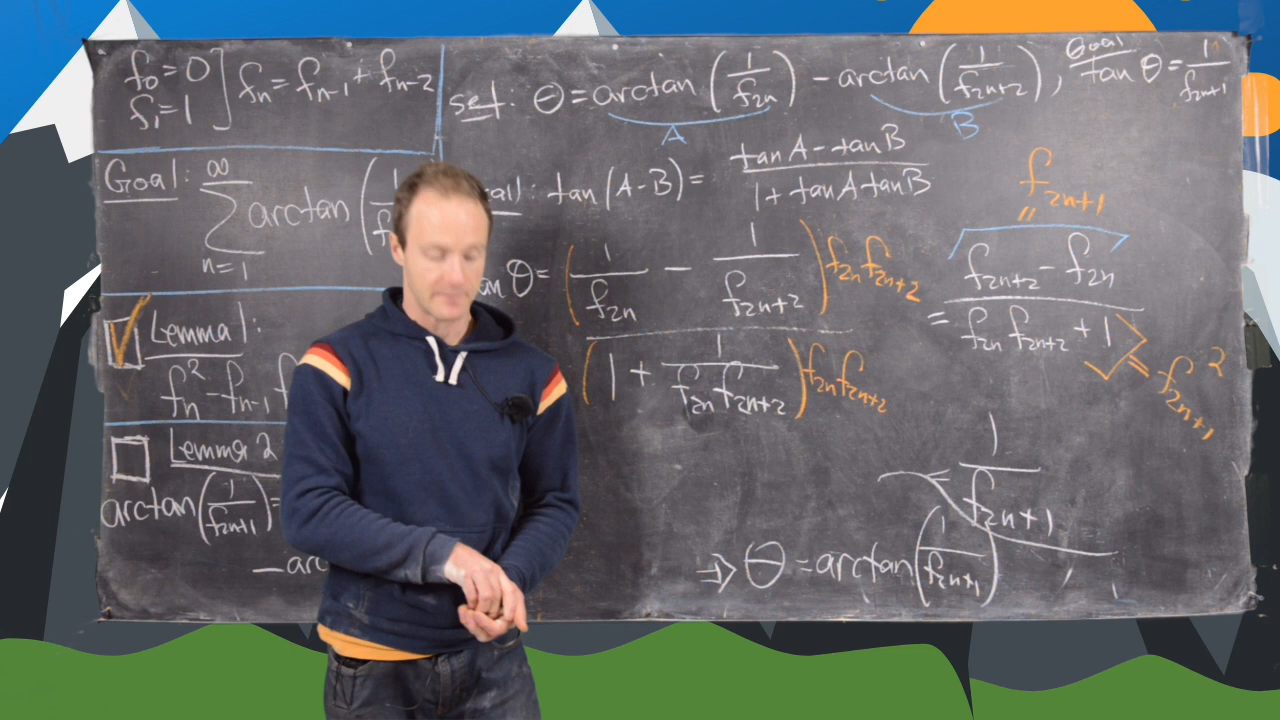 f₀ = 0
f₁ = 1
] fₙ = fₙ₋₁ + fₙ₋₂
Goal:
∞
∑ arctan (1/f
n=1
✓ Lemma 1:
fₙ² - fₙ₋₁ f
□ Lemma 2
arctan(1/f₂ₙ₊₁) =
- arc
set: θ = arctan (1/f₂ₙ) - arctan (1/f₂ₙ₊₂), Goal tan θ = 1/f₂ₙ₊₁
A B
al: tan (A-B) = (tan A - tan B)/(1 + tan A tan B)
an θ = ((1/f₂ₙ - 1/f₂ₙ₊₂) f₂ₙ f₂ₙ₊₂)/((1 + 1/(f₂ₙ f₂ₙ₊₂)) f₂ₙ f₂ₙ₊₂)
f₂ₙ₊₁
"
= (f₂ₙ₊₂ - f₂ₙ)/(f₂ₙ f₂ₙ₊₂ + 1)
= f₂ₙ₊₁²
= 1/f₂ₙ₊₁
⇒ θ = arctan(1/f₂ₙ₊₁)